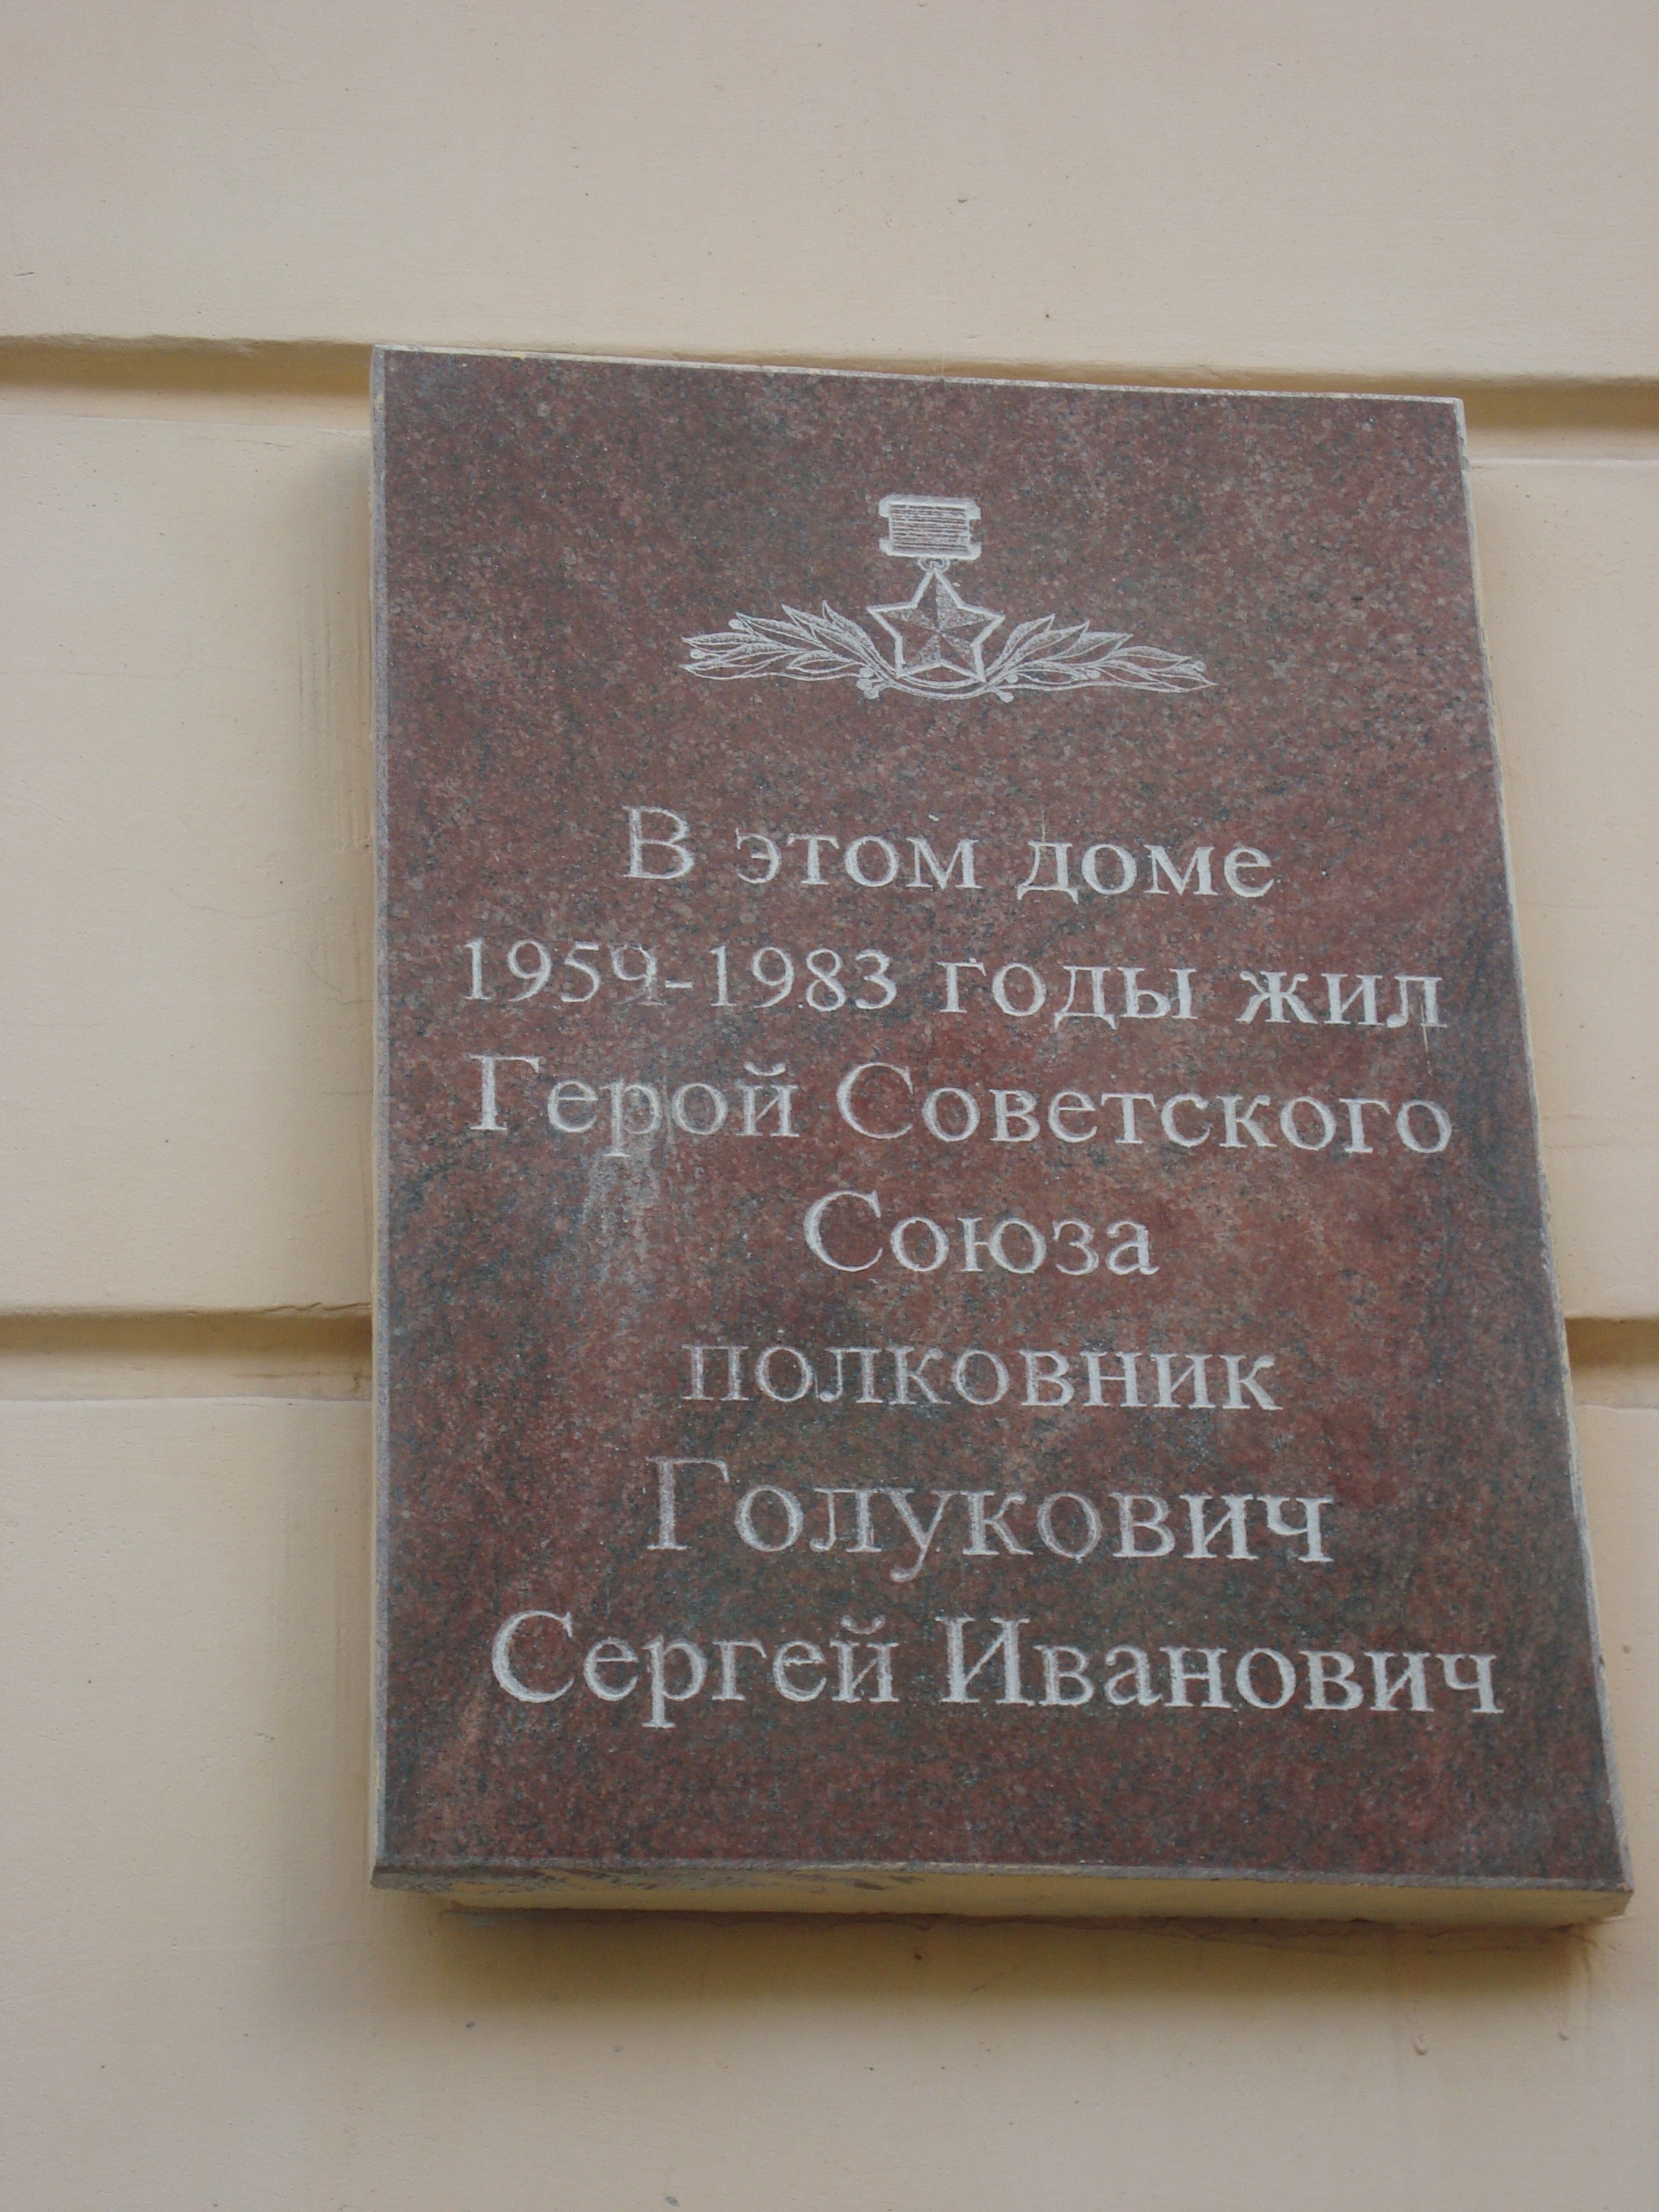 В этом доме
1959-1983 годы жил
Герой Советского
Союза
полковник
Голукович
Сергей Иванович